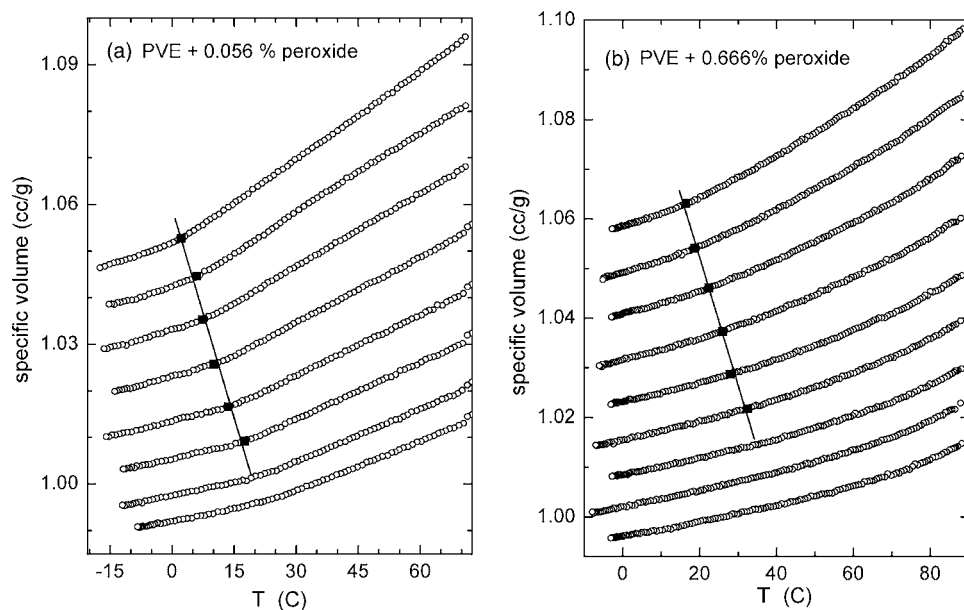 (a) PVE + 0.056 % peroxide
1.09
1.06
1.03
1.00
specific volume (cc/g)
-15 0 15 30 45 60
T (C)
(b) PVE + 0.666% peroxide
1.10
1.08
1.06
1.04
1.02
1.00
specific volume (cc/g)
0 20 40 60 80
T (C)